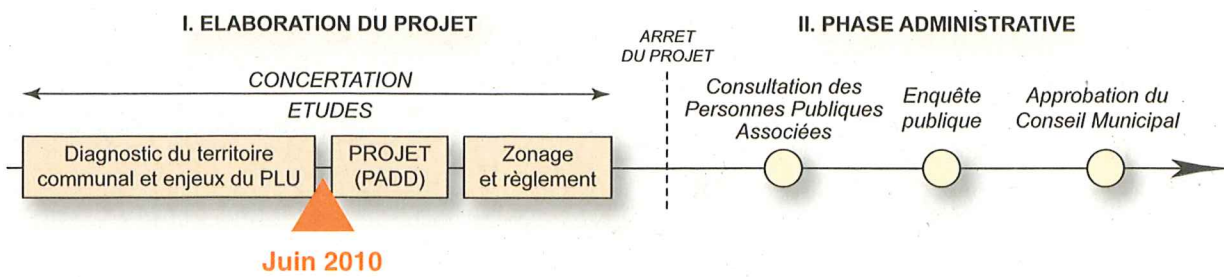 I. ELABORATION DU PROJET
II. PHASE ADMINISTRATIVE
ARRET
DU PROJET
CONCERTATION
ETUDES
Diagnostic du territoire
communal et enjeux du PLU
PROJET
(PADD)
Zonage
et règlement
Consultation des
Personnes Publiques
Associées
Enquête
publique
Approbation du
Conseil Municipal
Juin 2010